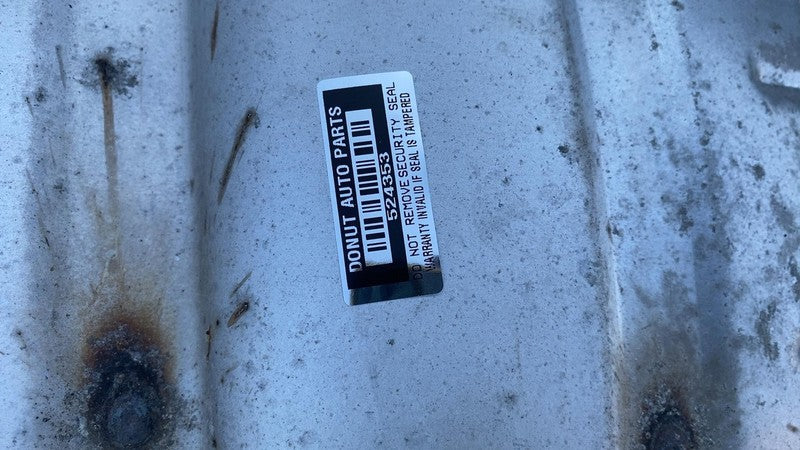 DONUT AUTO PARTS
524353
DO NOT REMOVE SECURITY SEAL
WARRANTY INVALID IF SEAL IS TAMPERED